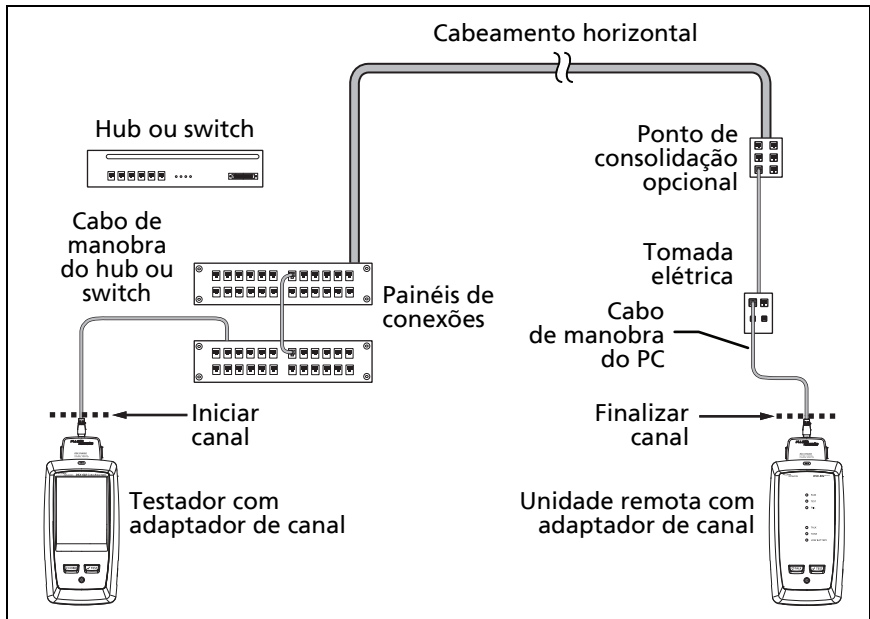 Cabeamento horizontal
Hub ou switch
Ponto de
consolidação
opcional
Cabo de
manobra
do hub ou
switch
Painéis de
conexões
Tomada
elétrica
Cabo
de manobra
do PC
Iniciar
canal
Finalizar
canal
Testador com
adaptador de canal
Unidade remota com
adaptador de canal